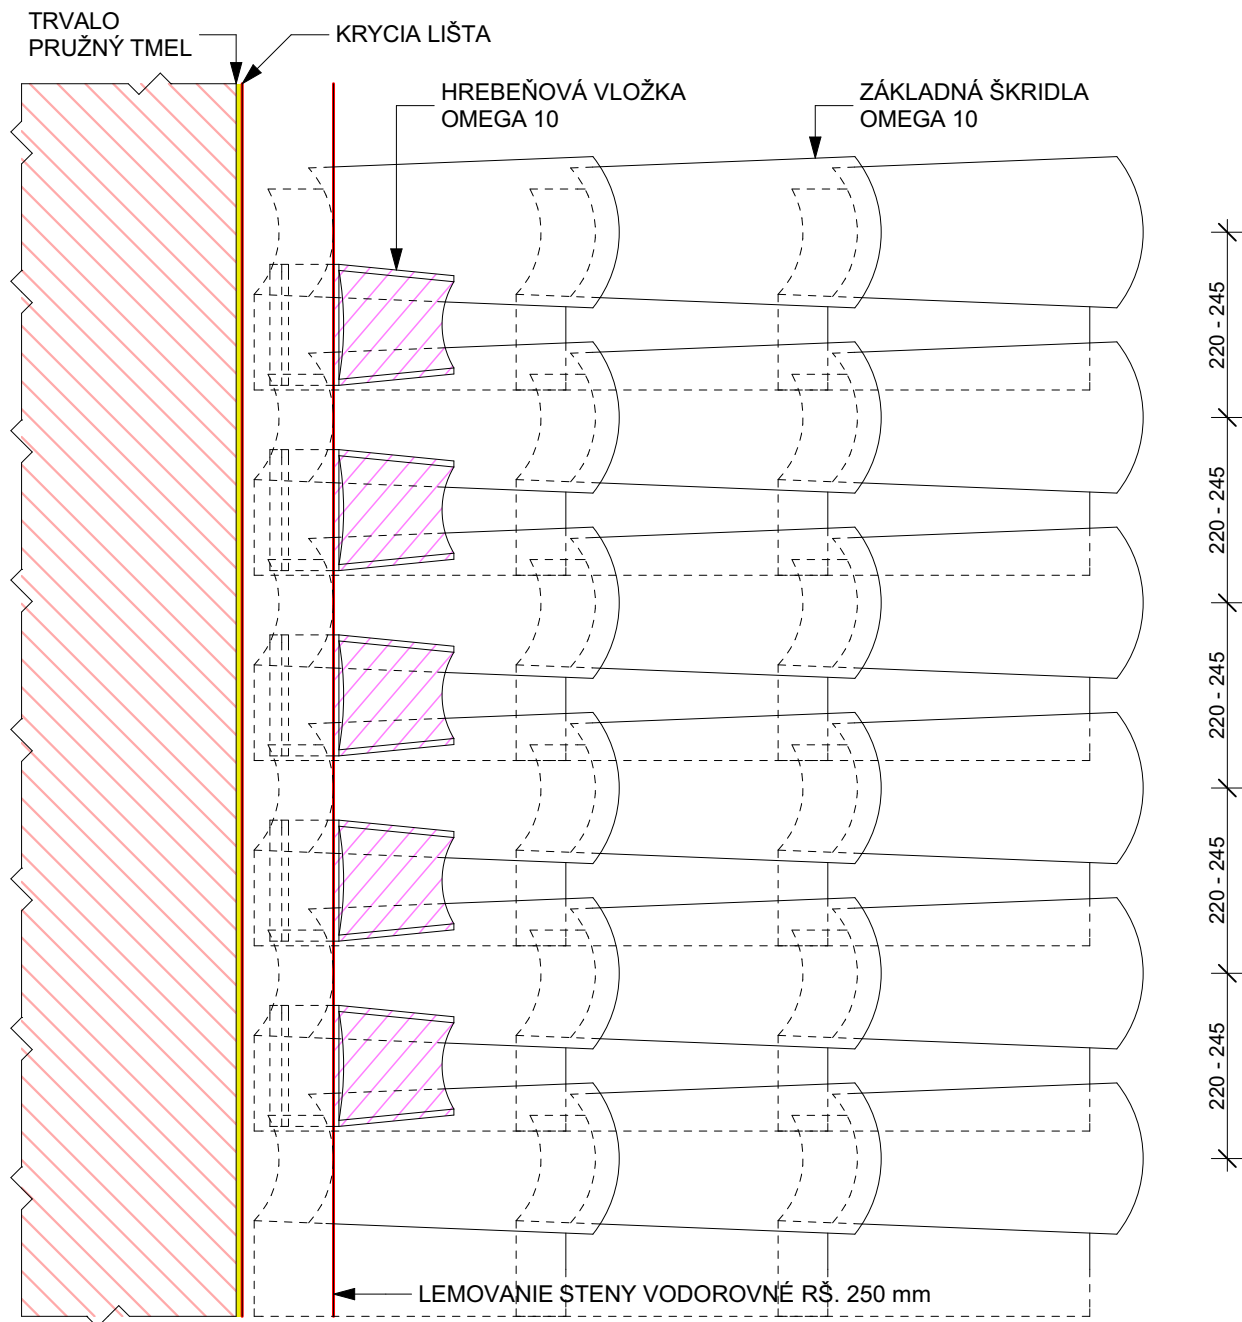 TRVALO
PRUŽNÝ TMEL
KRYCIA LIŠTA
HREBEŇOVÁ VLOŽKA
OMEGA 10
ZÁKLADNÁ ŠKRIDLA
OMEGA 10
220 - 245
220 - 245
220 - 245
220 - 245
220 - 245
LEMOVANIE STENY VODOROVNÉ RŠ. 250 mm